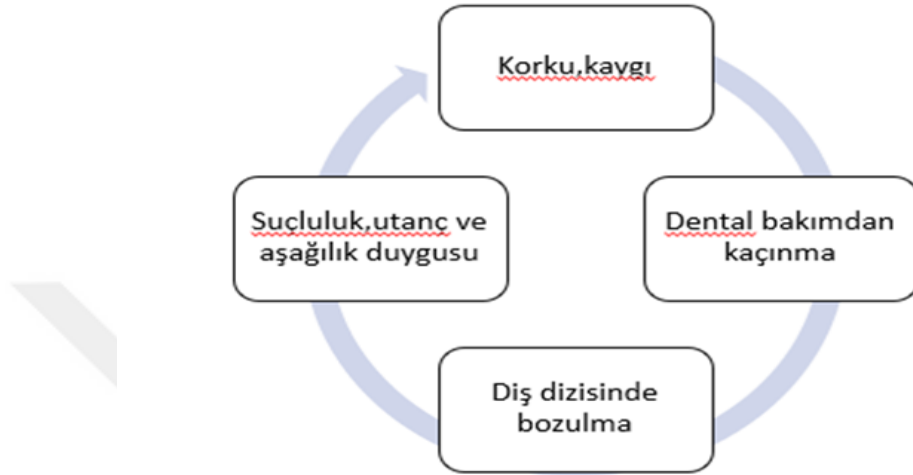 Korku,kaygı
Dental bakımdan
kaçınma
Diş dizisinde
bozulma
Suçluluk,utanç ve
aşağılık duygusu